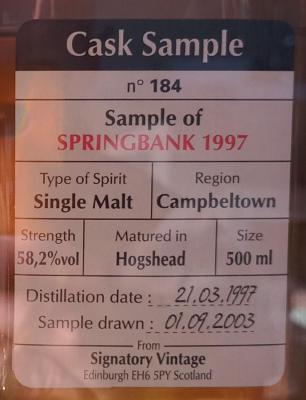 Cask Sample
n° 184
Sample of
SPRINGBANK 1997
Type of Spirit
Single Malt
Region
Campbeltown
Strength
58,2%vol
Matured in
Hogshead
Size
500 ml
Distillation date : 21.03.1997
Sample drawn : 01.09.2003
From
Signatory Vintage
Edinburgh EH6 5PY Scotland